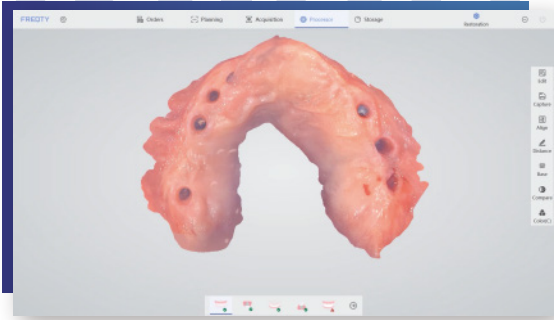 FREQTY
Orders
Planning
Acquisition
Process
Storage
Restoration
Edit
Capture
Align
Distance
Base
Compare
Color(C)